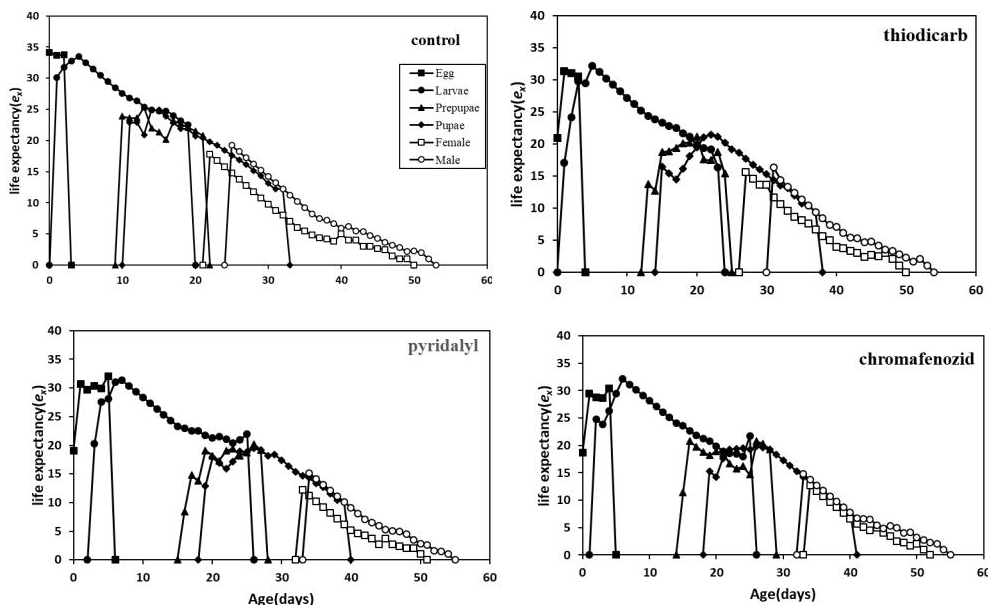 control
Egg
Larvae
Prepupae
Pupae
Female
Male
life expectancy(ex)
40
35
30
25
20
15
10
5
0
0 10 20 30 40 50 60
thiodicarb
life expectancy(ex)
40
35
30
25
20
15
10
5
0
0 10 20 30 40 50 60
pyridalyl
life expectancy(ex)
40
35
30
25
20
15
10
5
0
0 10 20 30 40 50 60
Age(days)
chromafenozid
life expectancy(ex)
40
35
30
25
20
15
10
5
0
0 10 20 30 40 50 60
Age(days)